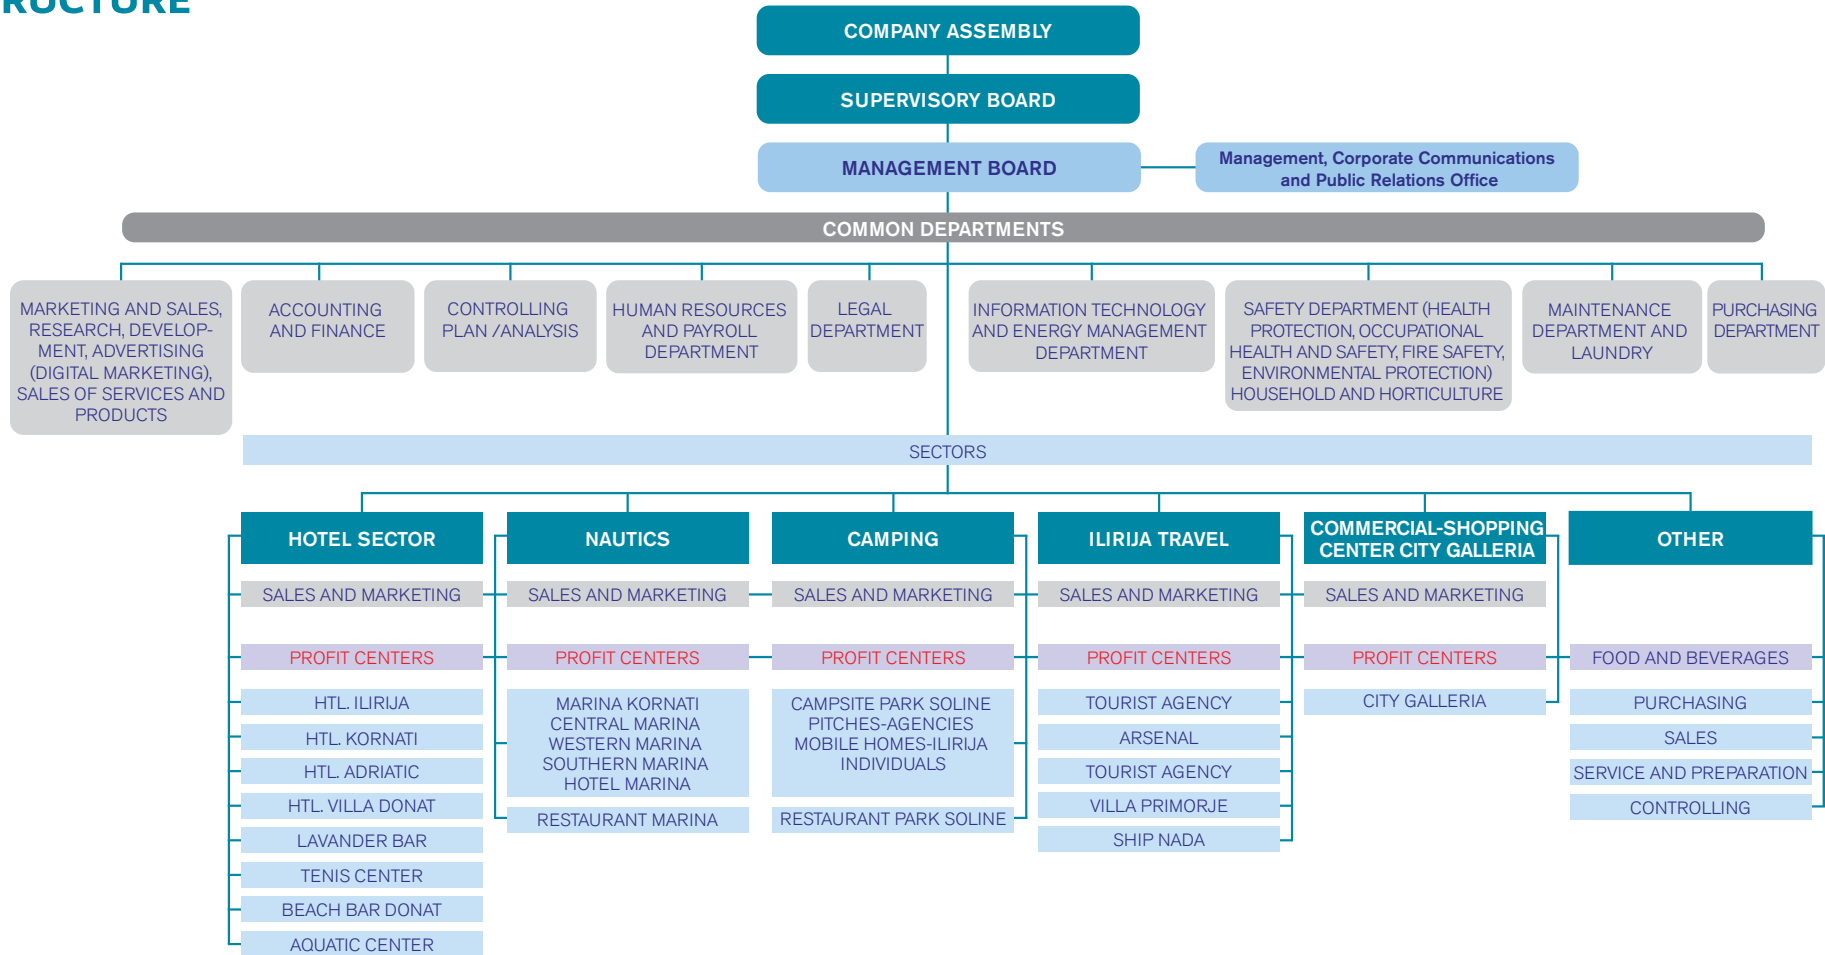 RUCTURE
COMPANY ASSEMBLY
SUPERVISORY BOARD
MANAGEMENT BOARD
Management, Corporate Communications
and Public Relations Office
COMMON DEPARTMENTS
MARKETING AND SALES,
RESEARCH, DEVELOP-
MENT, ADVERTISING
(DIGITAL MARKETING),
SALES OF SERVICES AND
PRODUCTS
ACCOUNTING
AND FINANCE
CONTROLLING
PLAN /ANALYSIS
HUMAN RESOURCES
AND PAYROLL
DEPARTMENT
LEGAL
DEPARTMENT
INFORMATION TECHNOLOGY
AND ENERGY MANAGEMENT
DEPARTMENT
SAFETY DEPARTMENT (HEALTH
PROTECTION, OCCUPATIONAL
HEALTH AND SAFETY, FIRE SAFETY,
ENVIRONMENTAL PROTECTION)
HOUSEHOLD AND HORTICULTURE
MAINTENANCE
DEPARTMENT AND
LAUNDRY
PURCHASING
DEPARTMENT
SECTORS
HOTEL SECTOR
SALES AND MARKETING
PROFIT CENTERS
HTL. ILIRIJA
HTL. KORNATI
HTL. ADRIATIC
HTL. VILLA DONAT
LAVANDER BAR
TENIS CENTER
BEACH BAR DONAT
AQUATIC CENTER
NAUTICS
SALES AND MARKETING
PROFIT CENTERS
MARINA KORNATI
CENTRAL MARINA
WESTERN MARINA
SOUTHERN MARINA
HOTEL MARINA
RESTAURANT MARINA
CAMPING
SALES AND MARKETING
PROFIT CENTERS
CAMPSITE PARK SOLINE
PITCHES-AGENCIES
MOBILE HOMES-ILIRIJA
INDIVIDUALS
RESTAURANT PARK SOLINE
ILIRIJA TRAVEL
SALES AND MARKETING
PROFIT CENTERS
TOURIST AGENCY
ARSENAL
TOURIST AGENCY
VILLA PRIMORJE
SHIP NADA
COMMERCIAL-SHOPPING
CENTER CITY GALLERIA
SALES AND MARKETING
PROFIT CENTERS
CITY GALLERIA
OTHER
FOOD AND BEVERAGES
PURCHASING
SALES
SERVICE AND PREPARATION
CONTROLLING